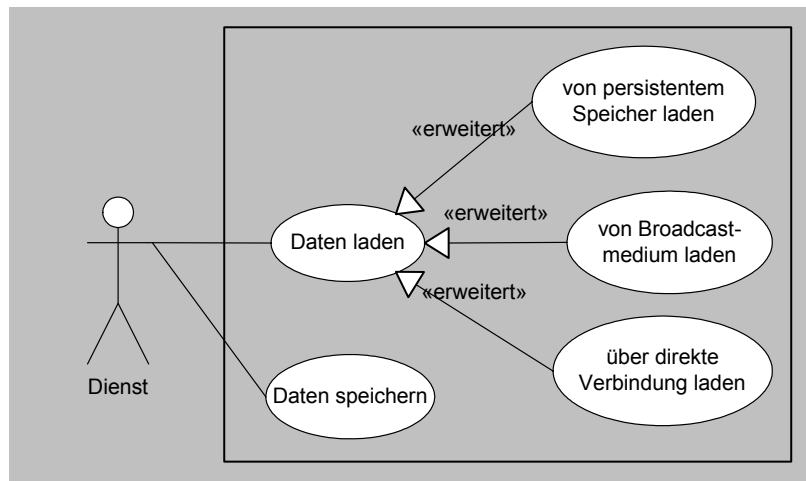 von persistentem
Speicher laden
«erweitert»
«erweitert»
von Broadcast-
medium laden
Daten laden
«erweitert»
über direkte
Verbindung laden
Dienst
Daten speichern